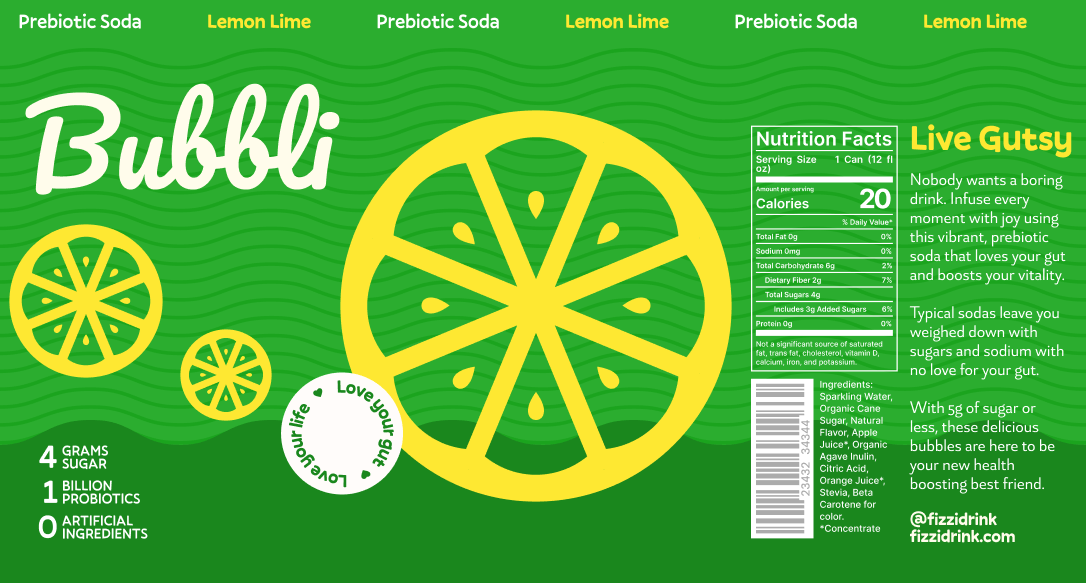 Prebiotic Soda Lemon Lime Prebiotic Soda Lemon Lime Prebiotic Soda Lemon Lime
Bubbli
4 GRAMS
SUGAR
1 BILLION
PROBIOTICS
0 ARTIFICIAL
INGREDIENTS
Love your gut
Love your life
Nutrition Facts
Serving Size 1 Can (12 fl
oz)
Amount per serving
Calories 20
% Daily Value*
Total Fat 0g 0%
Sodium 0mg 0%
Total Carbohydrate 6g 2%
Dietary Fiber 2g 7%
Total Sugars 4g
Includes 3g Added Sugars 6%
Protein 0g 0%
Not a significant source of saturated
fat, trans fat, cholesterol, vitamin D,
calcium, iron, and potassium.
23432 34344
Ingredients:
Sparkling Water,
Organic Cane
Sugar, Natural
Flavor, Apple
Juice*, Organic
Agave Inulin,
Citric Acid,
Orange Juice*,
Stevia, Beta
Carotene for
color.
*Concentrate
Live Gutsy
Nobody wants a boring
drink. Infuse every
moment with joy using
this vibrant, prebiotic
soda that loves your gut
and boosts your vitality.
Typical sodas leave you
weighed down with
sugars and sodium with
no love for your gut.
With 5g of sugar or
less, these delicious
bubbles are here to be
your new health
boosting best friend.
@fizzidrink
fizzidrink.com